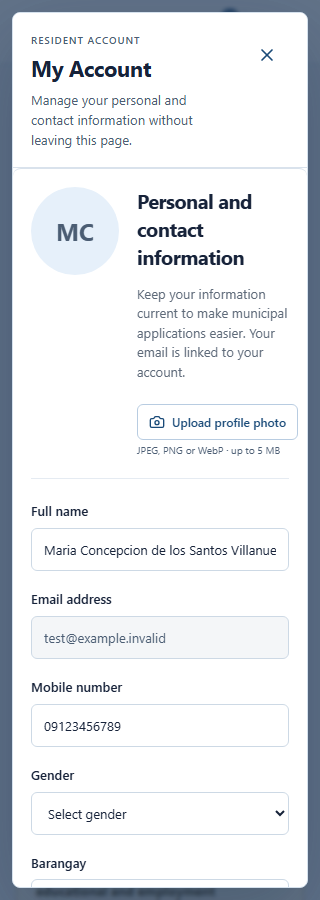 RESIDENT ACCOUNT
My Account
Manage your personal and
contact information without
leaving this page.
MC
Personal and
contact
information
Keep your information
current to make municipal
applications easier. Your
email is linked to your
account.
Upload profile photo
JPEG, PNG or WebP · up to 5 MB
Full name
Maria Concepcion de los Santos Villanue
Email address
test@example.invalid
Mobile number
09123456789
Gender
Select gender
Barangay